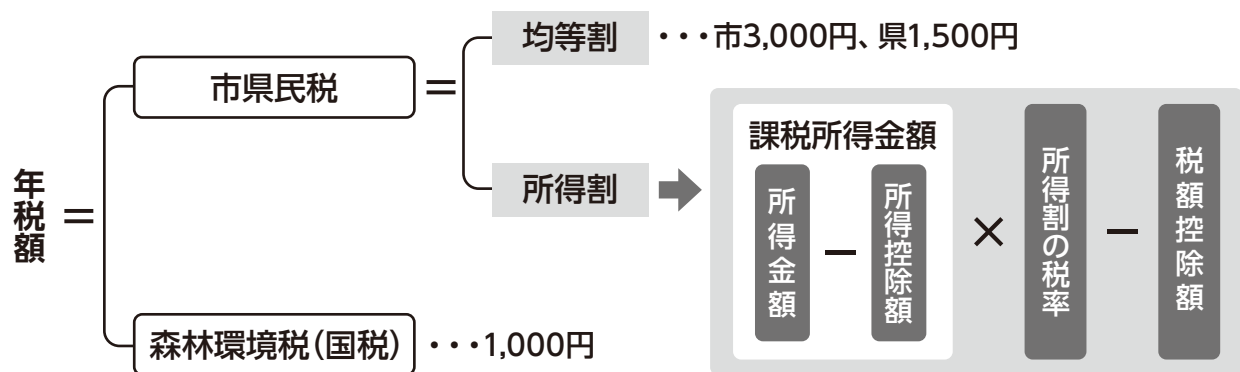 年税額
＝
市県民税
＝
均等割
・・・市3,000円、県1,500円
所得割
課税所得金額
所得金額
－
所得控除額
×
所得割の税率
－
税額控除額
森林環境税（国税）
・・・1,000円